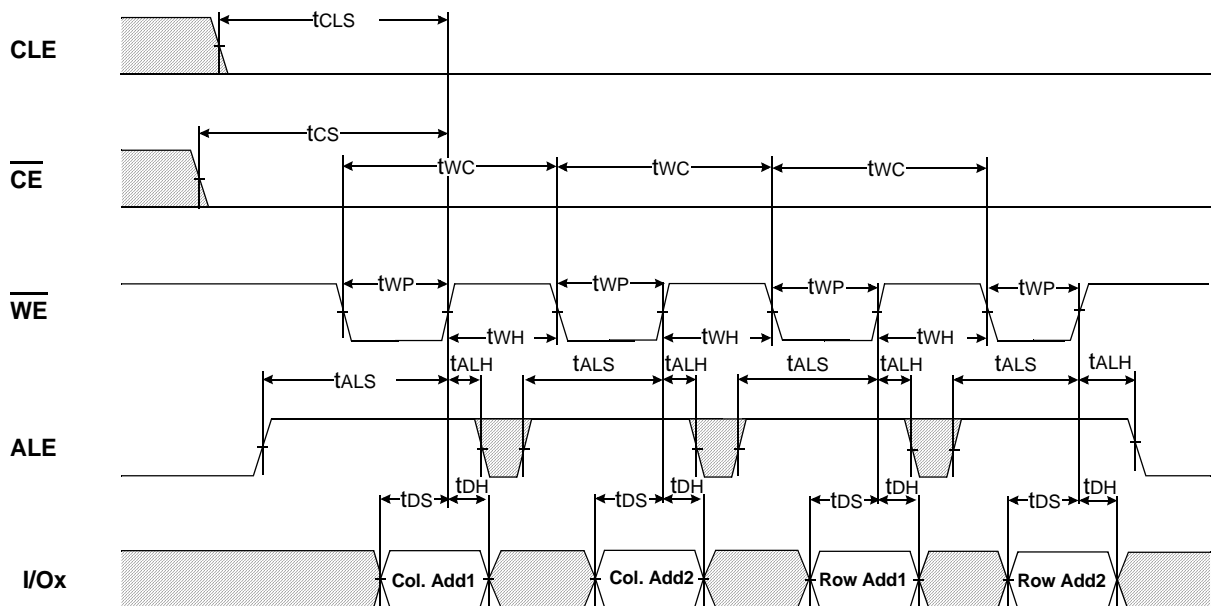 CLE
tCLS
CE
tCS
tWC tWC tWC
WE
tWP tWP tWP tWP
tWH tWH tWH
tALS tALH tALS tALH tALS tALH tALS tALH
ALE
tDS tDH tDS tDH tDS tDH tDS tDH
I/Ox Col. Add1 Col. Add2 Row Add1 Row Add2